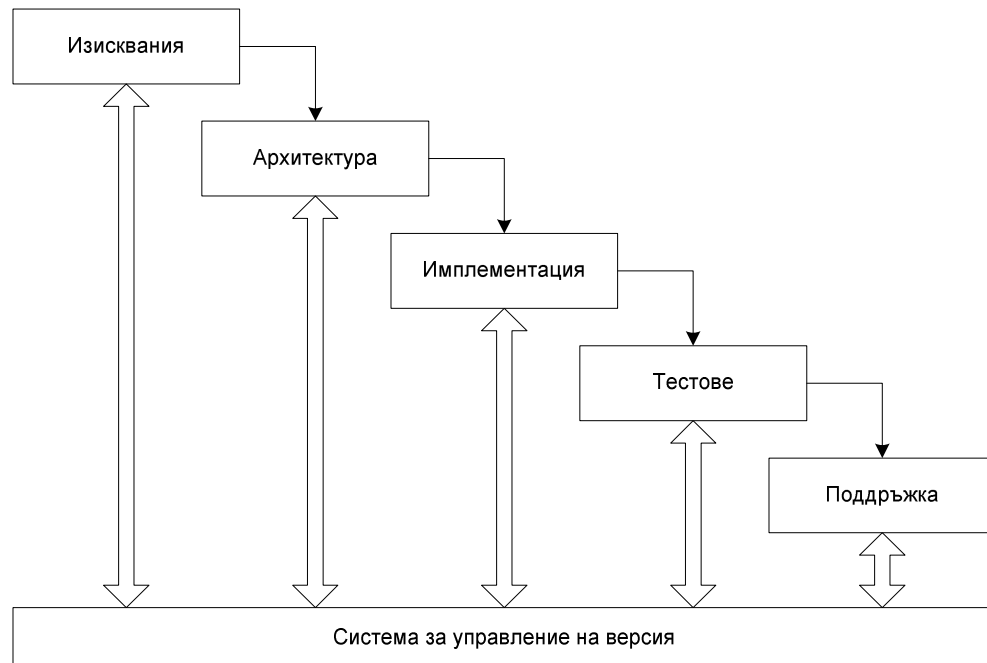 Изисквания
Архитектура
Имплементация
Тестове
Поддръжка
Система за управление на версия